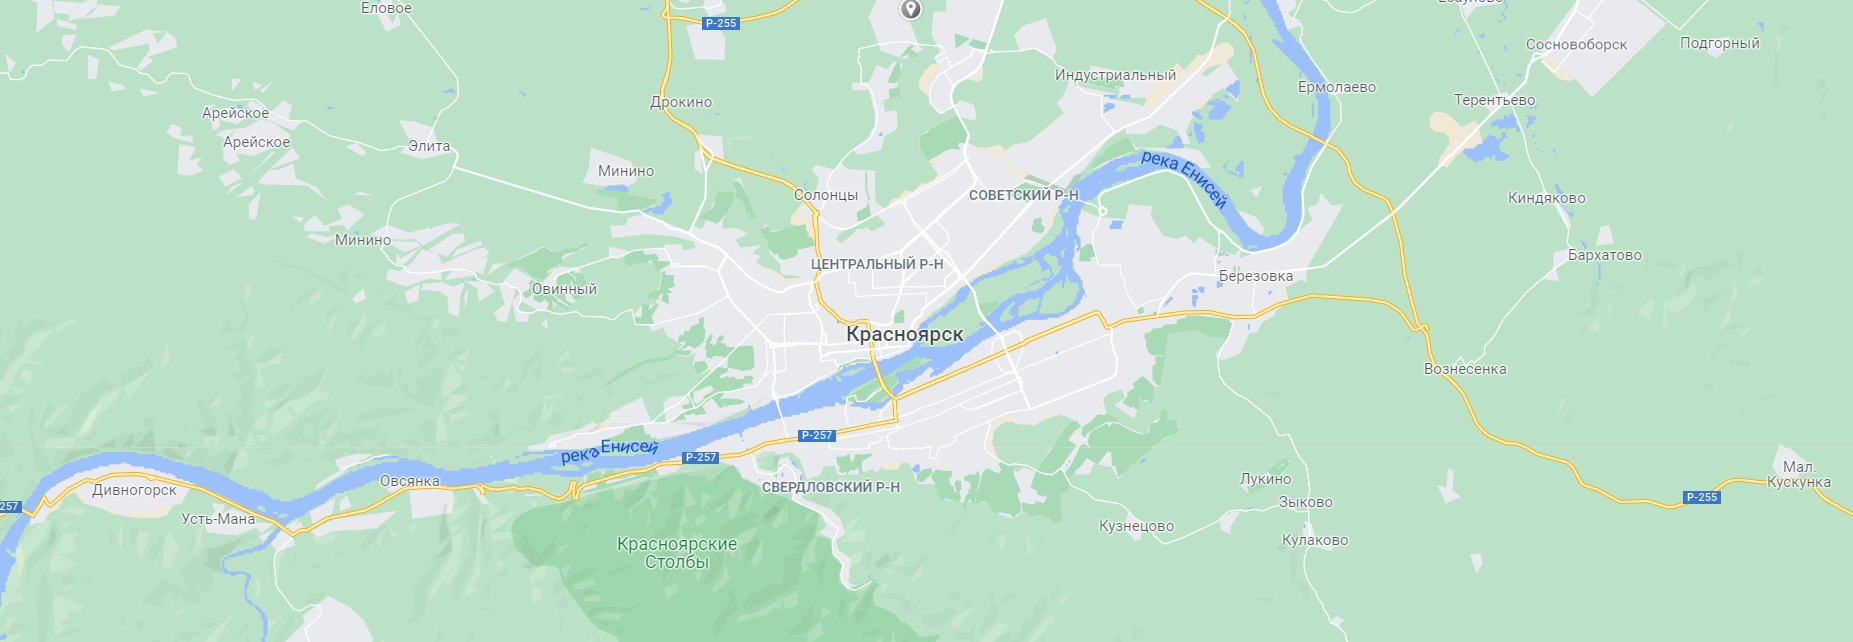 Еловое
Р-255
Сосновоборск
Подгорный
Индустриальный
Ермолаево
Дрокино
Терентьево
Арейское
Арейское
Элита
река Енисей
Минино
Солонцы
СОВЕТСКИЙ Р-Н
Киндяково
Минино
ЦЕНТРАЛЬНЫЙ Р-Н
Бархатово
Березовка
Овинный
Красноярск
Вознесенка
Р-257
река Енисей
Р-257
Мал.
Кускунка
Овсянка
Дивногорск
СВЕРДЛОВСКИЙ Р-Н
Лукино
Р-255
Зыково
257
Усть-Мана
Кузнецово
Кулаково
Красноярские
Столбы